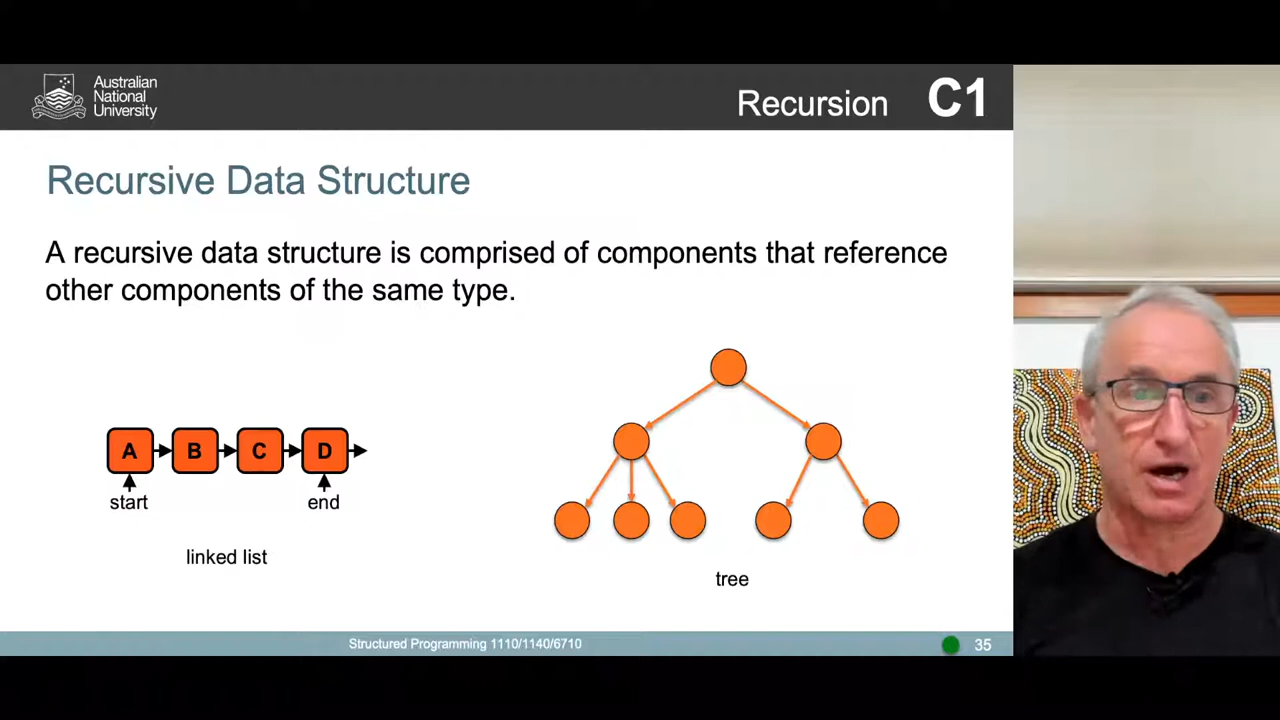 Australian
National
University
Recursion C1
Recursive Data Structure
A recursive data structure is comprised of components that reference
other components of the same type.
A B C D
start end
linked list
tree
Structured Programming 1110/1140/6710
35